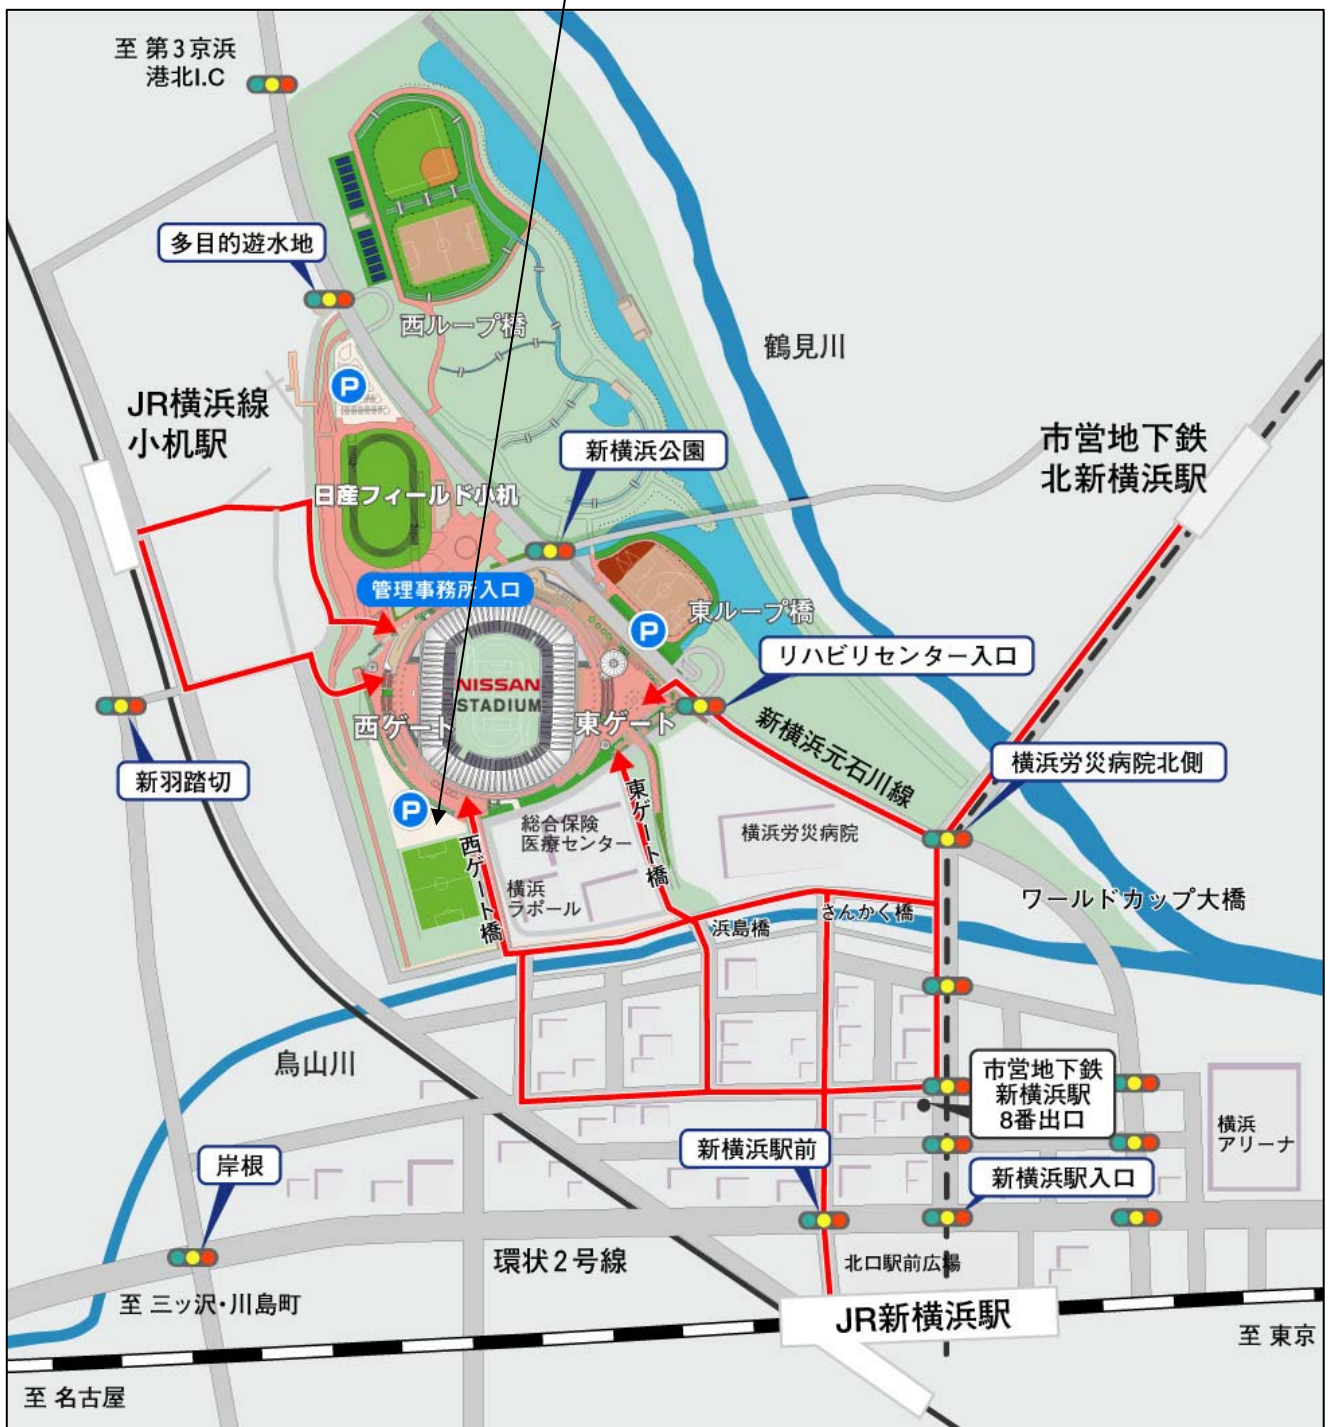 至 第3京浜
港北I.C
多目的遊水地
西ループ橋
鶴見川
P
JR横浜線
小机駅
新横浜公園
市営地下鉄
北新横浜駅
日産フィールド小机
管理事務所入口
東ループ橋
P
リハビリセンター入口
NISSAN
STADIUM
西ゲート
東ゲート
新横浜元石川線
新羽踏切
横浜労災病院北側
P
東ゲート橋
西ゲート橋
総合保険
医療センター
横浜労災病院
横浜
ラポール
浜島橋
さんかく橋
ワールドカップ大橋
鳥山川
市営地下鉄
新横浜駅
8番出口
横浜
アリーナ
岸根
新横浜駅前
新横浜駅入口
環状2号線
北口駅前広場
至 三ッ沢・川島町
JR新横浜駅
至 東京
至 名古屋